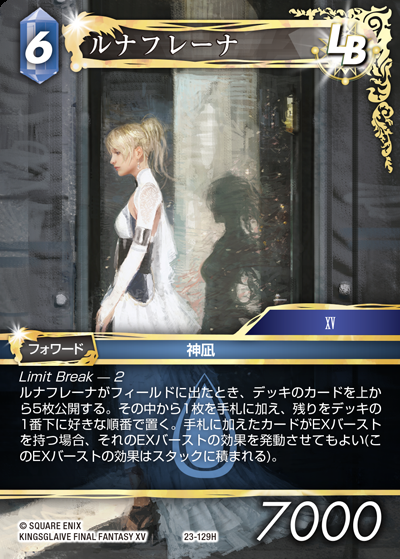 6
ルナフレーナ
LB
XV
フォワード
神凪
Limit Break — 2
ルナフレーナがフィールドに出たとき、デッキのカードを上か
ら5枚公開する。その中から1枚を手札に加え、残りをデッキの
1番下に好きな順番で置く。手札に加えたカードがEXバースト
を持つ場合、それのEXバーストの効果を発動させてもよい(こ
のEXバーストの効果はスタックに積まれる)。
© SQUARE ENIX
KINGSGLAIVE FINAL FANTASY XV
23-129H
7000